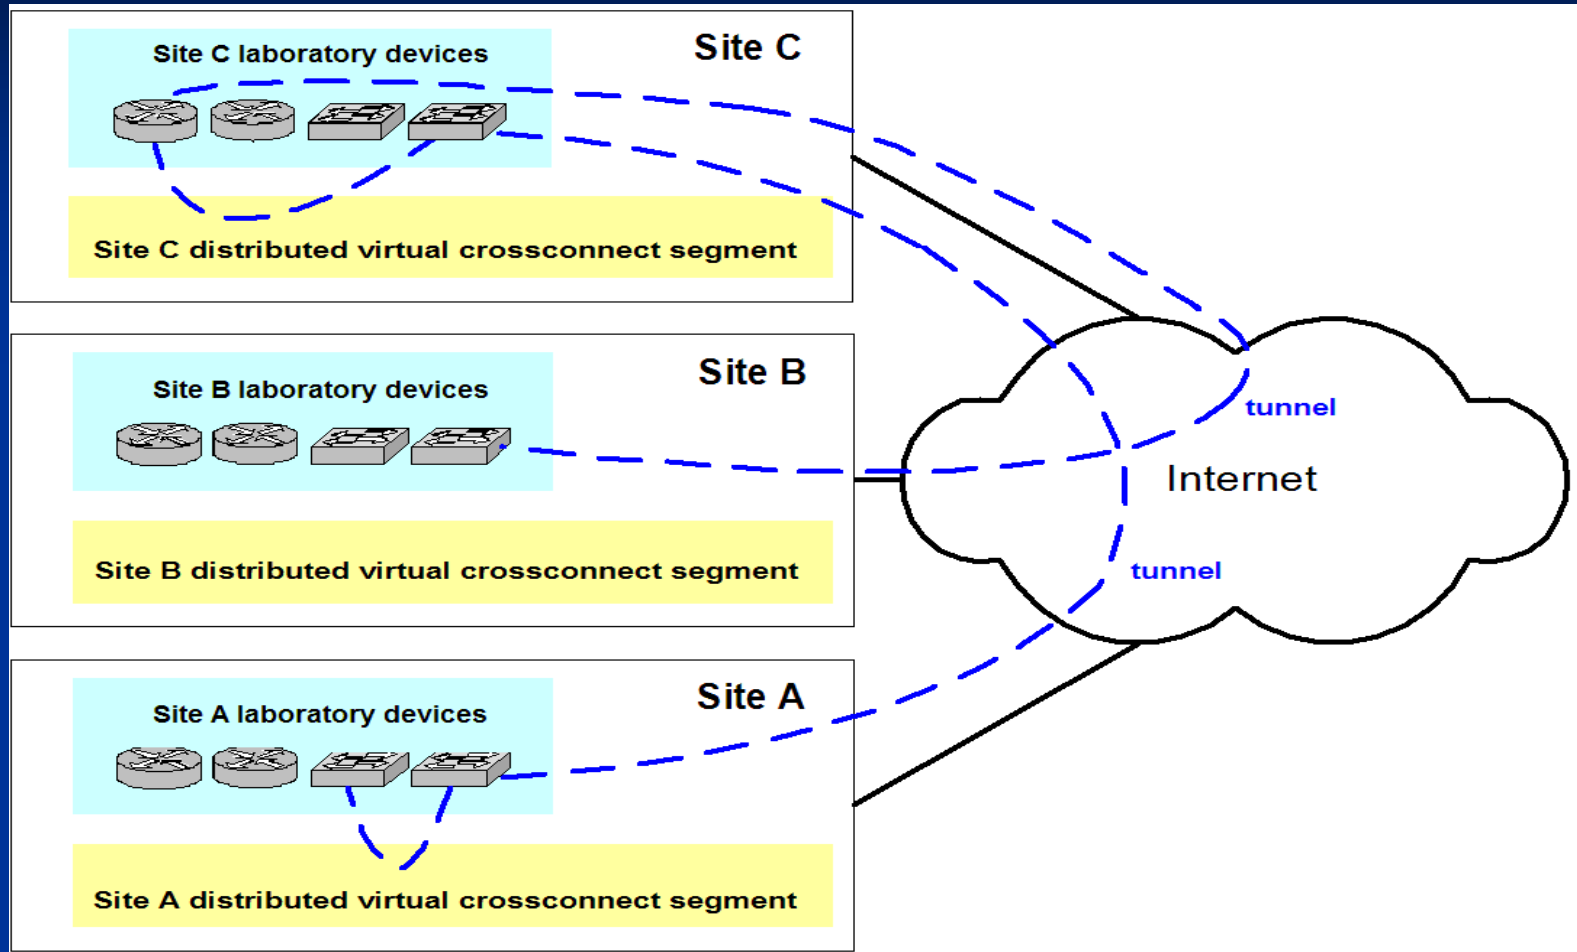 Site C
Site C laboratory devices
Site C distributed virtual crossconnect segment
Site B
Site B laboratory devices
Site B distributed virtual crossconnect segment
Site A
Site A laboratory devices
Site A distributed virtual crossconnect segment
tunnel
Internet
tunnel